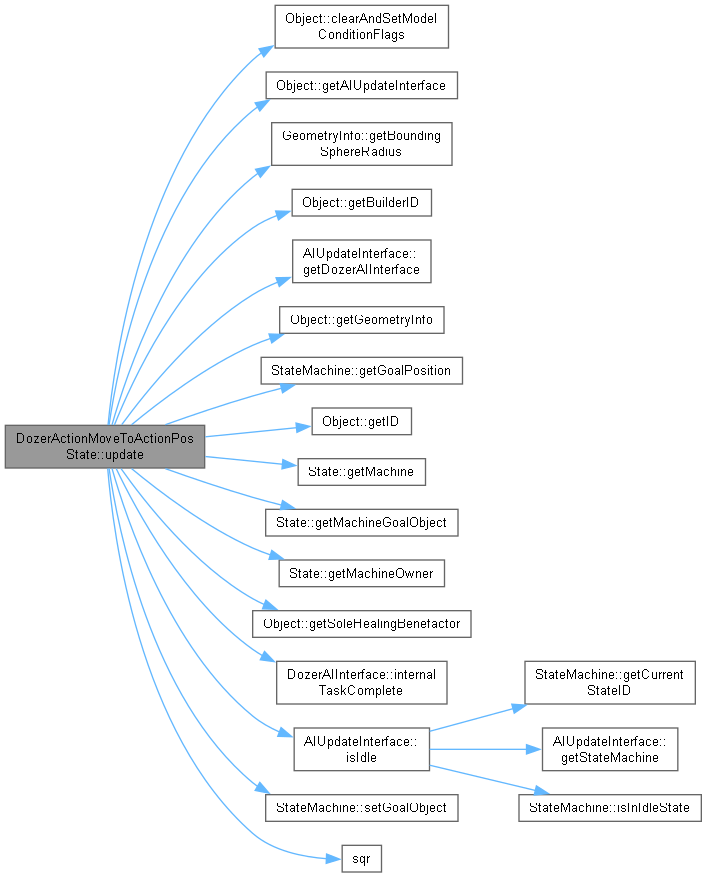 Object::clearAndSetModel
ConditionFlags
Object::getAIUpdateInterface
GeometryInfo::getBounding
SphereRadius
Object::getBuilderID
AIUpdateInterface::
getDozerAIInterface
Object::getGeometryInfo
StateMachine::getGoalPosition
Object::getID
DozerActionMoveToActionPos
State::update
State::getMachine
State::getMachineGoalObject
State::getMachineOwner
Object::getSoleHealingBenefactor
DozerAIInterface::internal
TaskComplete
StateMachine::getCurrent
StateID
AIUpdateInterface::
isIdle
AIUpdateInterface::
getStateMachine
StateMachine::setGoalObject
StateMachine::isInIdleState
sqr